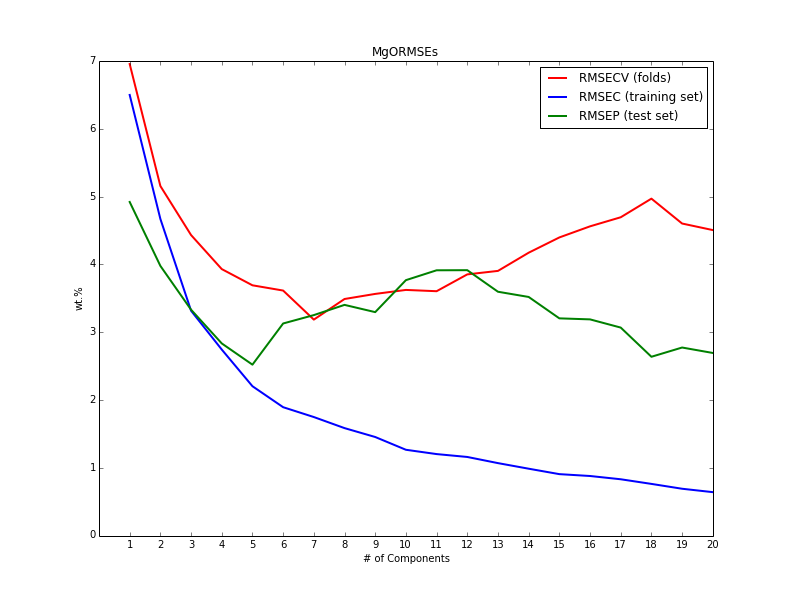 MgORMSEs
RMSECV (folds)
RMSEC (training set)
RMSEP (test set)
7
6
5
4
3
2
1
0
wt.%
1 2 3 4 5 6 7 8 9 10 11 12 13 14 15 16 17 18 19 20
# of Components